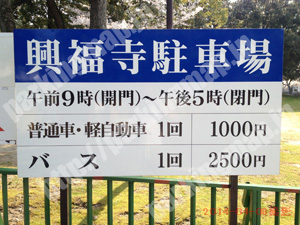 興福寺駐車場
午前9時(開門)～午後5時(閉門)
普通車・軽自動車 1回 1000円
バス 1回 2500円